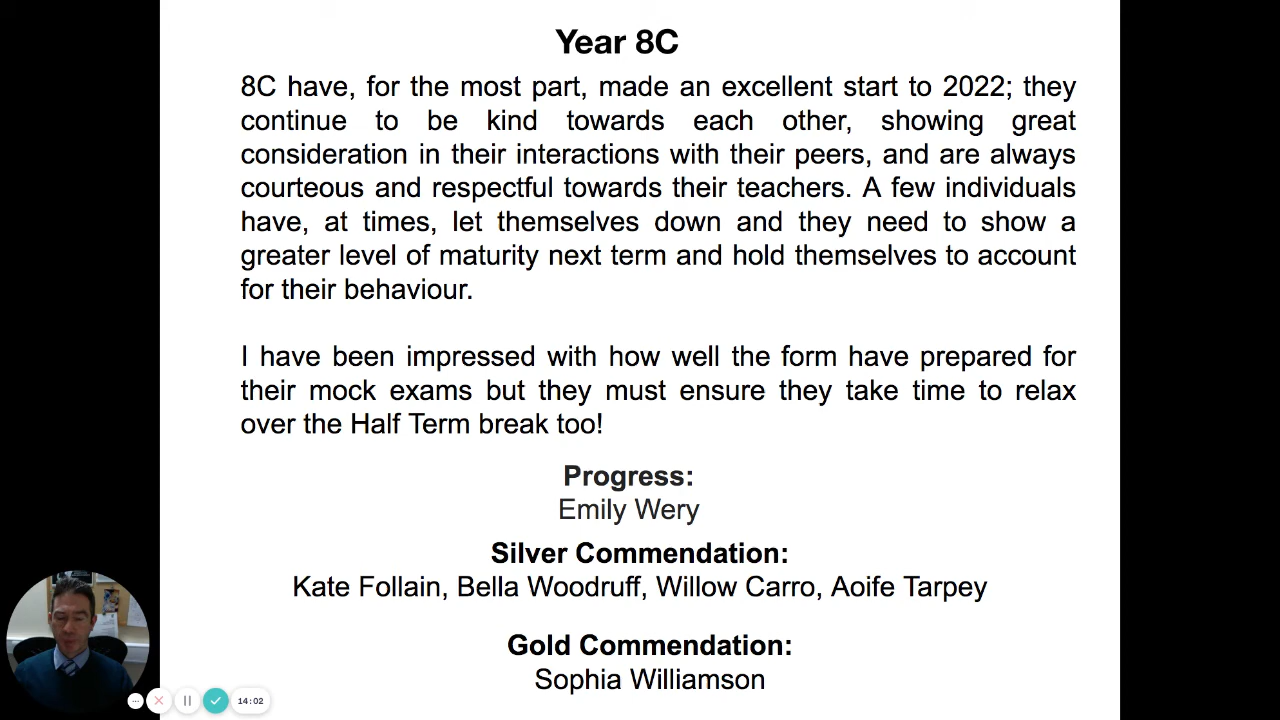 Year 8C
8C have, for the most part, made an excellent start to 2022; they
continue to be kind towards each other, showing great
consideration in their interactions with their peers, and are always
courteous and respectful towards their teachers. A few individuals
have, at times, let themselves down and they need to show a
greater level of maturity next term and hold themselves to account
for their behaviour.
I have been impressed with how well the form have prepared for
their mock exams but they must ensure they take time to relax
over the Half Term break too!
Progress:
Emily Wery
Silver Commendation:
Kate Follain, Bella Woodruff, Willow Carro, Aoife Tarpey
Gold Commendation:
Sophia Williamson
14:02